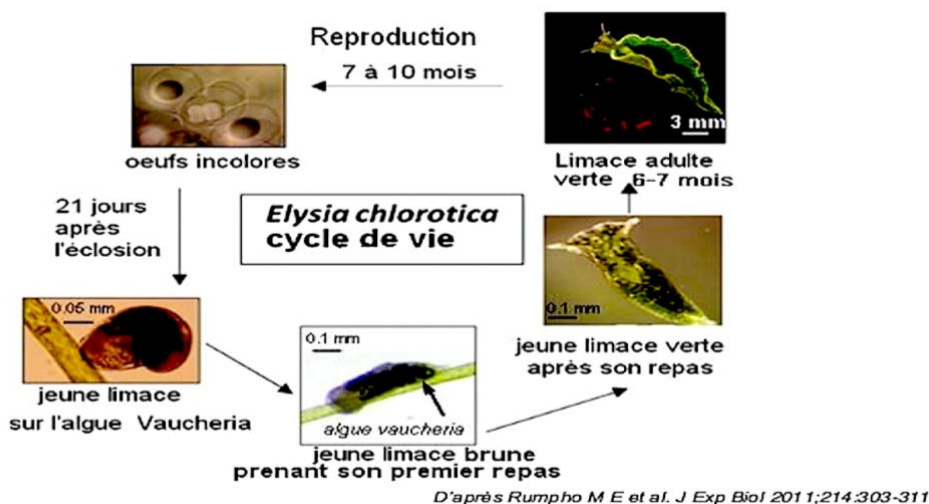 Reproduction
7 à 10 mois
oeufs incolores
3 mm
Limace adulte
verte 6-7 mois
21 jours
après
l'éclosion
Elysia chlorotica
cycle de vie
0.05 mm
jeune limace
sur l'algue Vaucheria
0.1 mm
algue vaucheria
jeune limace brune
prenant son premier repas
0.1 mm
jeune limace verte
après son repas
D'après Rumpho M E et al. J Exp Biol 2011;214:303-311